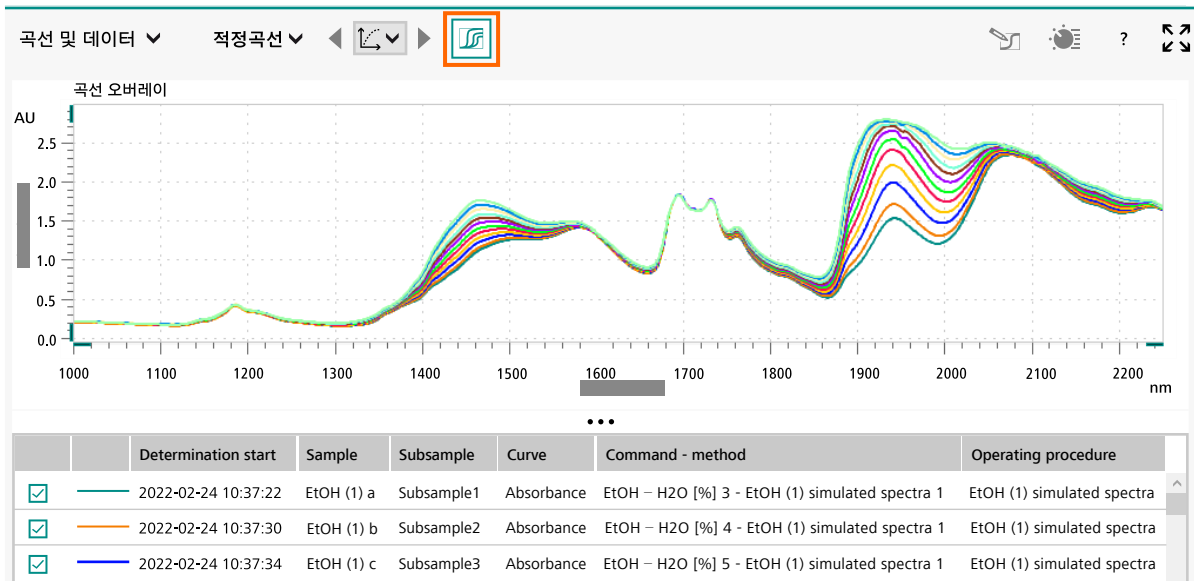 곡선 및 데이터 적정곡선 ?
곡선 오버레이
AU
2.5
2.0
1.5
1.0
0.5
0.0
1000 1100 1200 1300 1400 1500 1600 1700 1800 1900 2000 2100 2200
nm
Determination start Sample Subsample Curve Command - method Operating procedure
2022-02-24 10:37:22 EtOH (1) a Subsample1 Absorbance EtOH – H2O [%] 3 - EtOH (1) simulated spectra 1 EtOH (1) simulated spectra
2022-02-24 10:37:30 EtOH (1) b Subsample2 Absorbance EtOH – H2O [%] 4 - EtOH (1) simulated spectra 1 EtOH (1) simulated spectra
2022-02-24 10:37:34 EtOH (1) c Subsample3 Absorbance EtOH – H2O [%] 5 - EtOH (1) simulated spectra 1 EtOH (1) simulated spectra